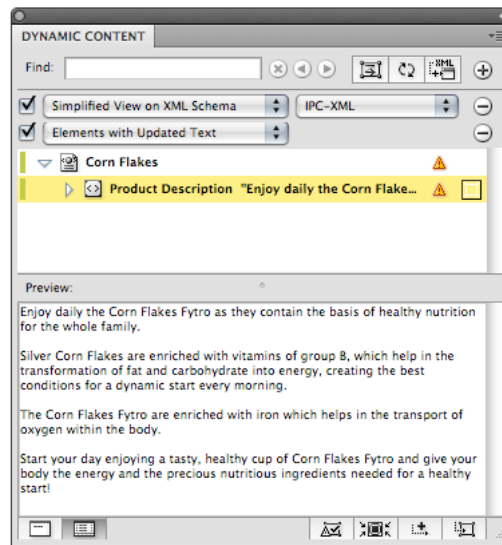 DYNAMIC CONTENT
Find:
XML
Simplified View on XML Schema
IPC-XML
Elements with Updated Text
Corn Flakes
Product Description "Enjoy daily the Corn Flake...
Preview:
Enjoy daily the Corn Flakes Fytro as they contain the basis of healthy nutrition
for the whole family.
Silver Corn Flakes are enriched with vitamins of group B, which help in the
transformation of fat and carbohydrate into energy, creating the best
conditions for a dynamic start every morning.
The Corn Flakes Fytro are enriched with iron which helps in the transport of
oxygen within the body.
Start your day enjoying a tasty, healthy cup of Corn Flakes Fytro and give your
body the energy and the precious nutritious ingredients needed for a healthy
start!